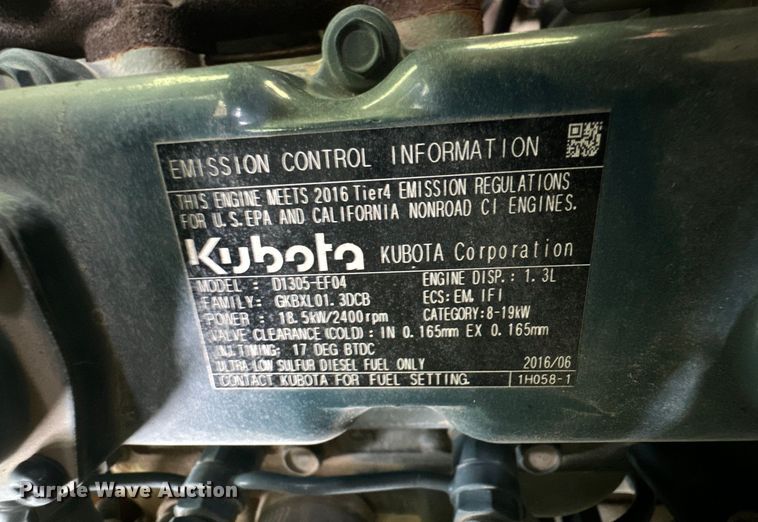 EMISSION CONTROL INFORMATION
THIS ENGINE MEETS 2016 Tier4 EMISSION REGULATIONS
FOR U.S.EPA AND CALIFORNIA NONROAD CI ENGINES.
Kubota KUBOTA Corporation
MODEL: D1305-EF04 ENGINE DISP.: 1.3L
FAMILY: GKBXL01.3DCB ECS:EM,IFI
POWER: 18.5kW/2400rpm CATEGORY:8-19kW
VALVE CLEARANCE(COLD): IN 0.165mm EX 0.165mm
INJ.TIMING: 17 DEG BTDC
ULTRA LOW SULFUR DIESEL FUEL ONLY 2016/06
CONTACT KUBOTA FOR FUEL SETTING. 1H058-1
Purple Wave Auction